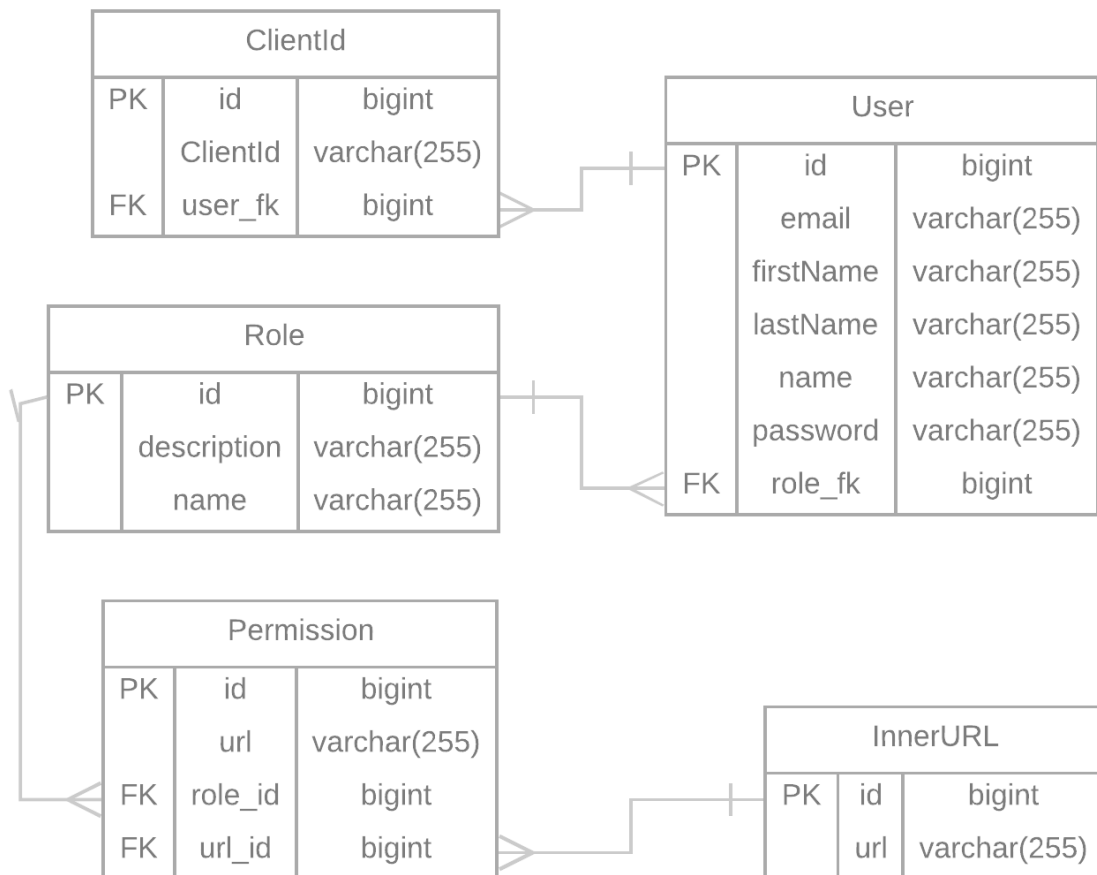 ClientId
PK id bigint
ClientId varchar(255)
FK user_fk bigint
User
PK id bigint
email varchar(255)
firstName varchar(255)
lastName varchar(255)
name varchar(255)
password varchar(255)
FK role_fk bigint
Role
PK id bigint
description varchar(255)
name varchar(255)
Permission
PK id bigint
url varchar(255)
FK role_id bigint
FK url_id bigint
InnerURL
PK id bigint
url varchar(255)